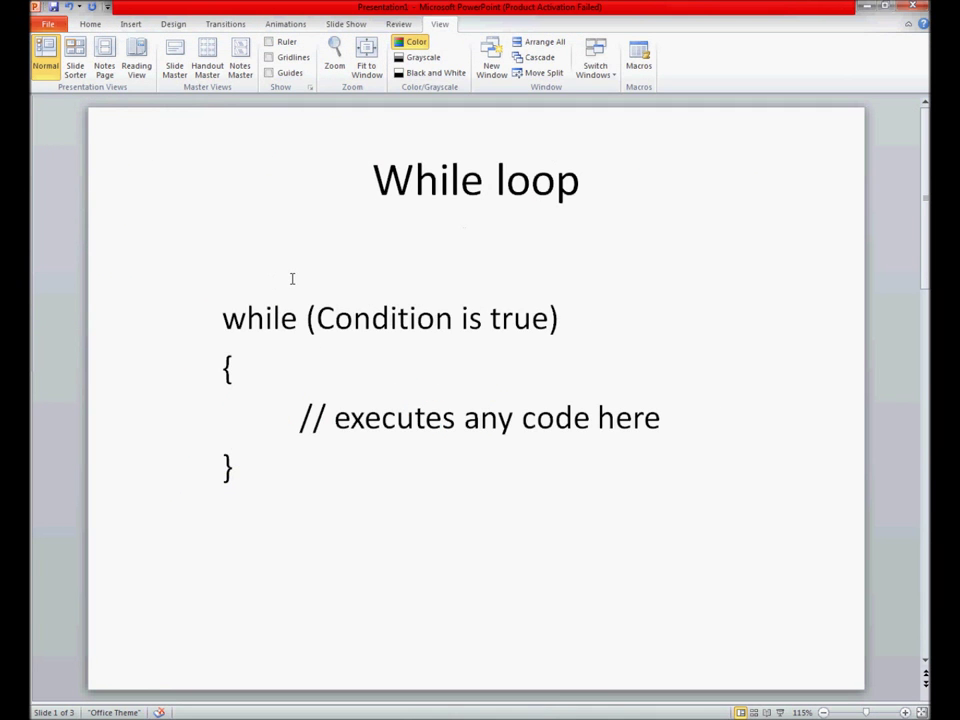 Presentation1 - Microsoft PowerPoint (Product Activation Failed)
File Home Insert Design Transitions Animations Slide Show Review View
Normal Slide Sorter Notes Page Reading View
Presentation Views
Slide Master Handout Master Notes Master
Master Views
Ruler
Gridlines
Guides
Show
Zoom Fit to Window
Zoom
Color
Grayscale
Black and White
Color/Grayscale
New Window
Arrange All
Cascade
Move Split
Switch Windows
Window
Macros
Macros
While loop
while (Condition is true)
{
// executes any code here
}
Slide 1 of 3 "Office Theme" 115%